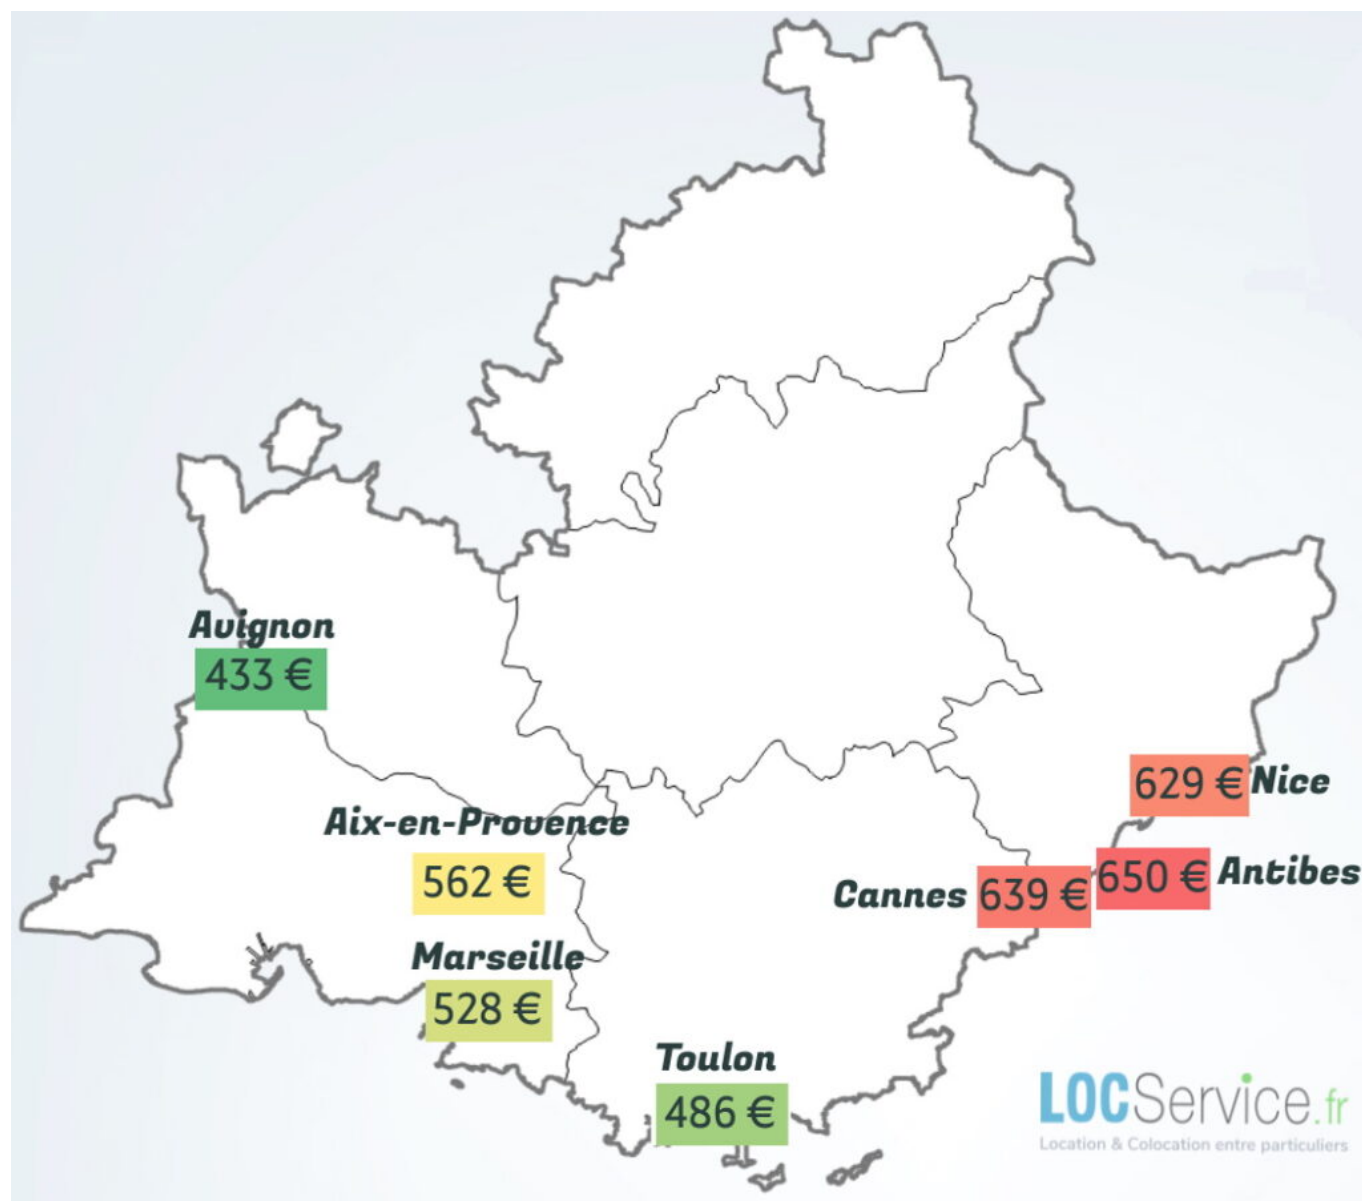 Avignon
433 €
629 € Nice
Aix-en-Provence
562 €
Cannes 639 €
650 € Antibes
Marseille
528 €
Toulon
486 €
LOCService.fr
Location & Colocation entre particuliers